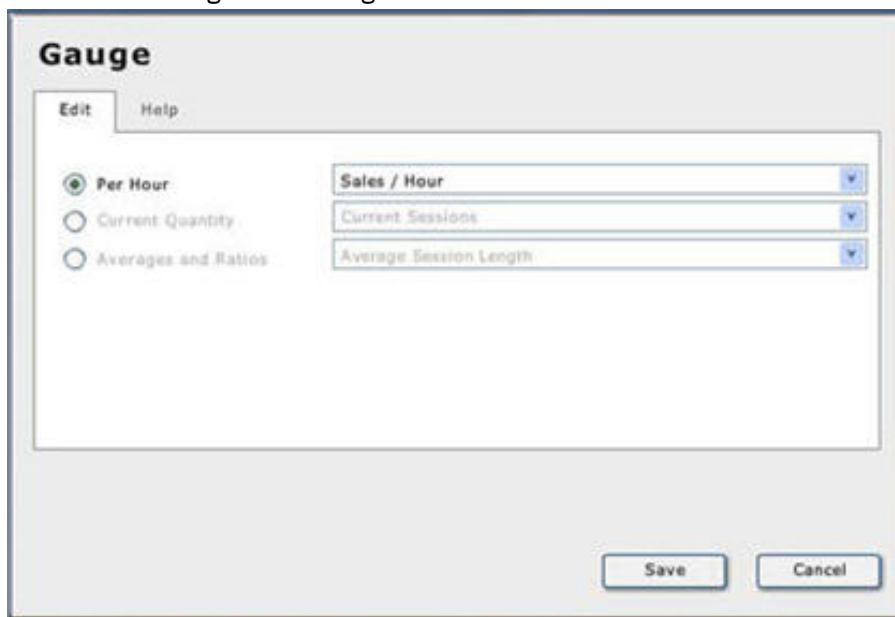 Gauge
Edit Help
Per Hour Sales / Hour
Current Quantity Current Sessions
Averages and Ratios Average Session Length
Save Cancel